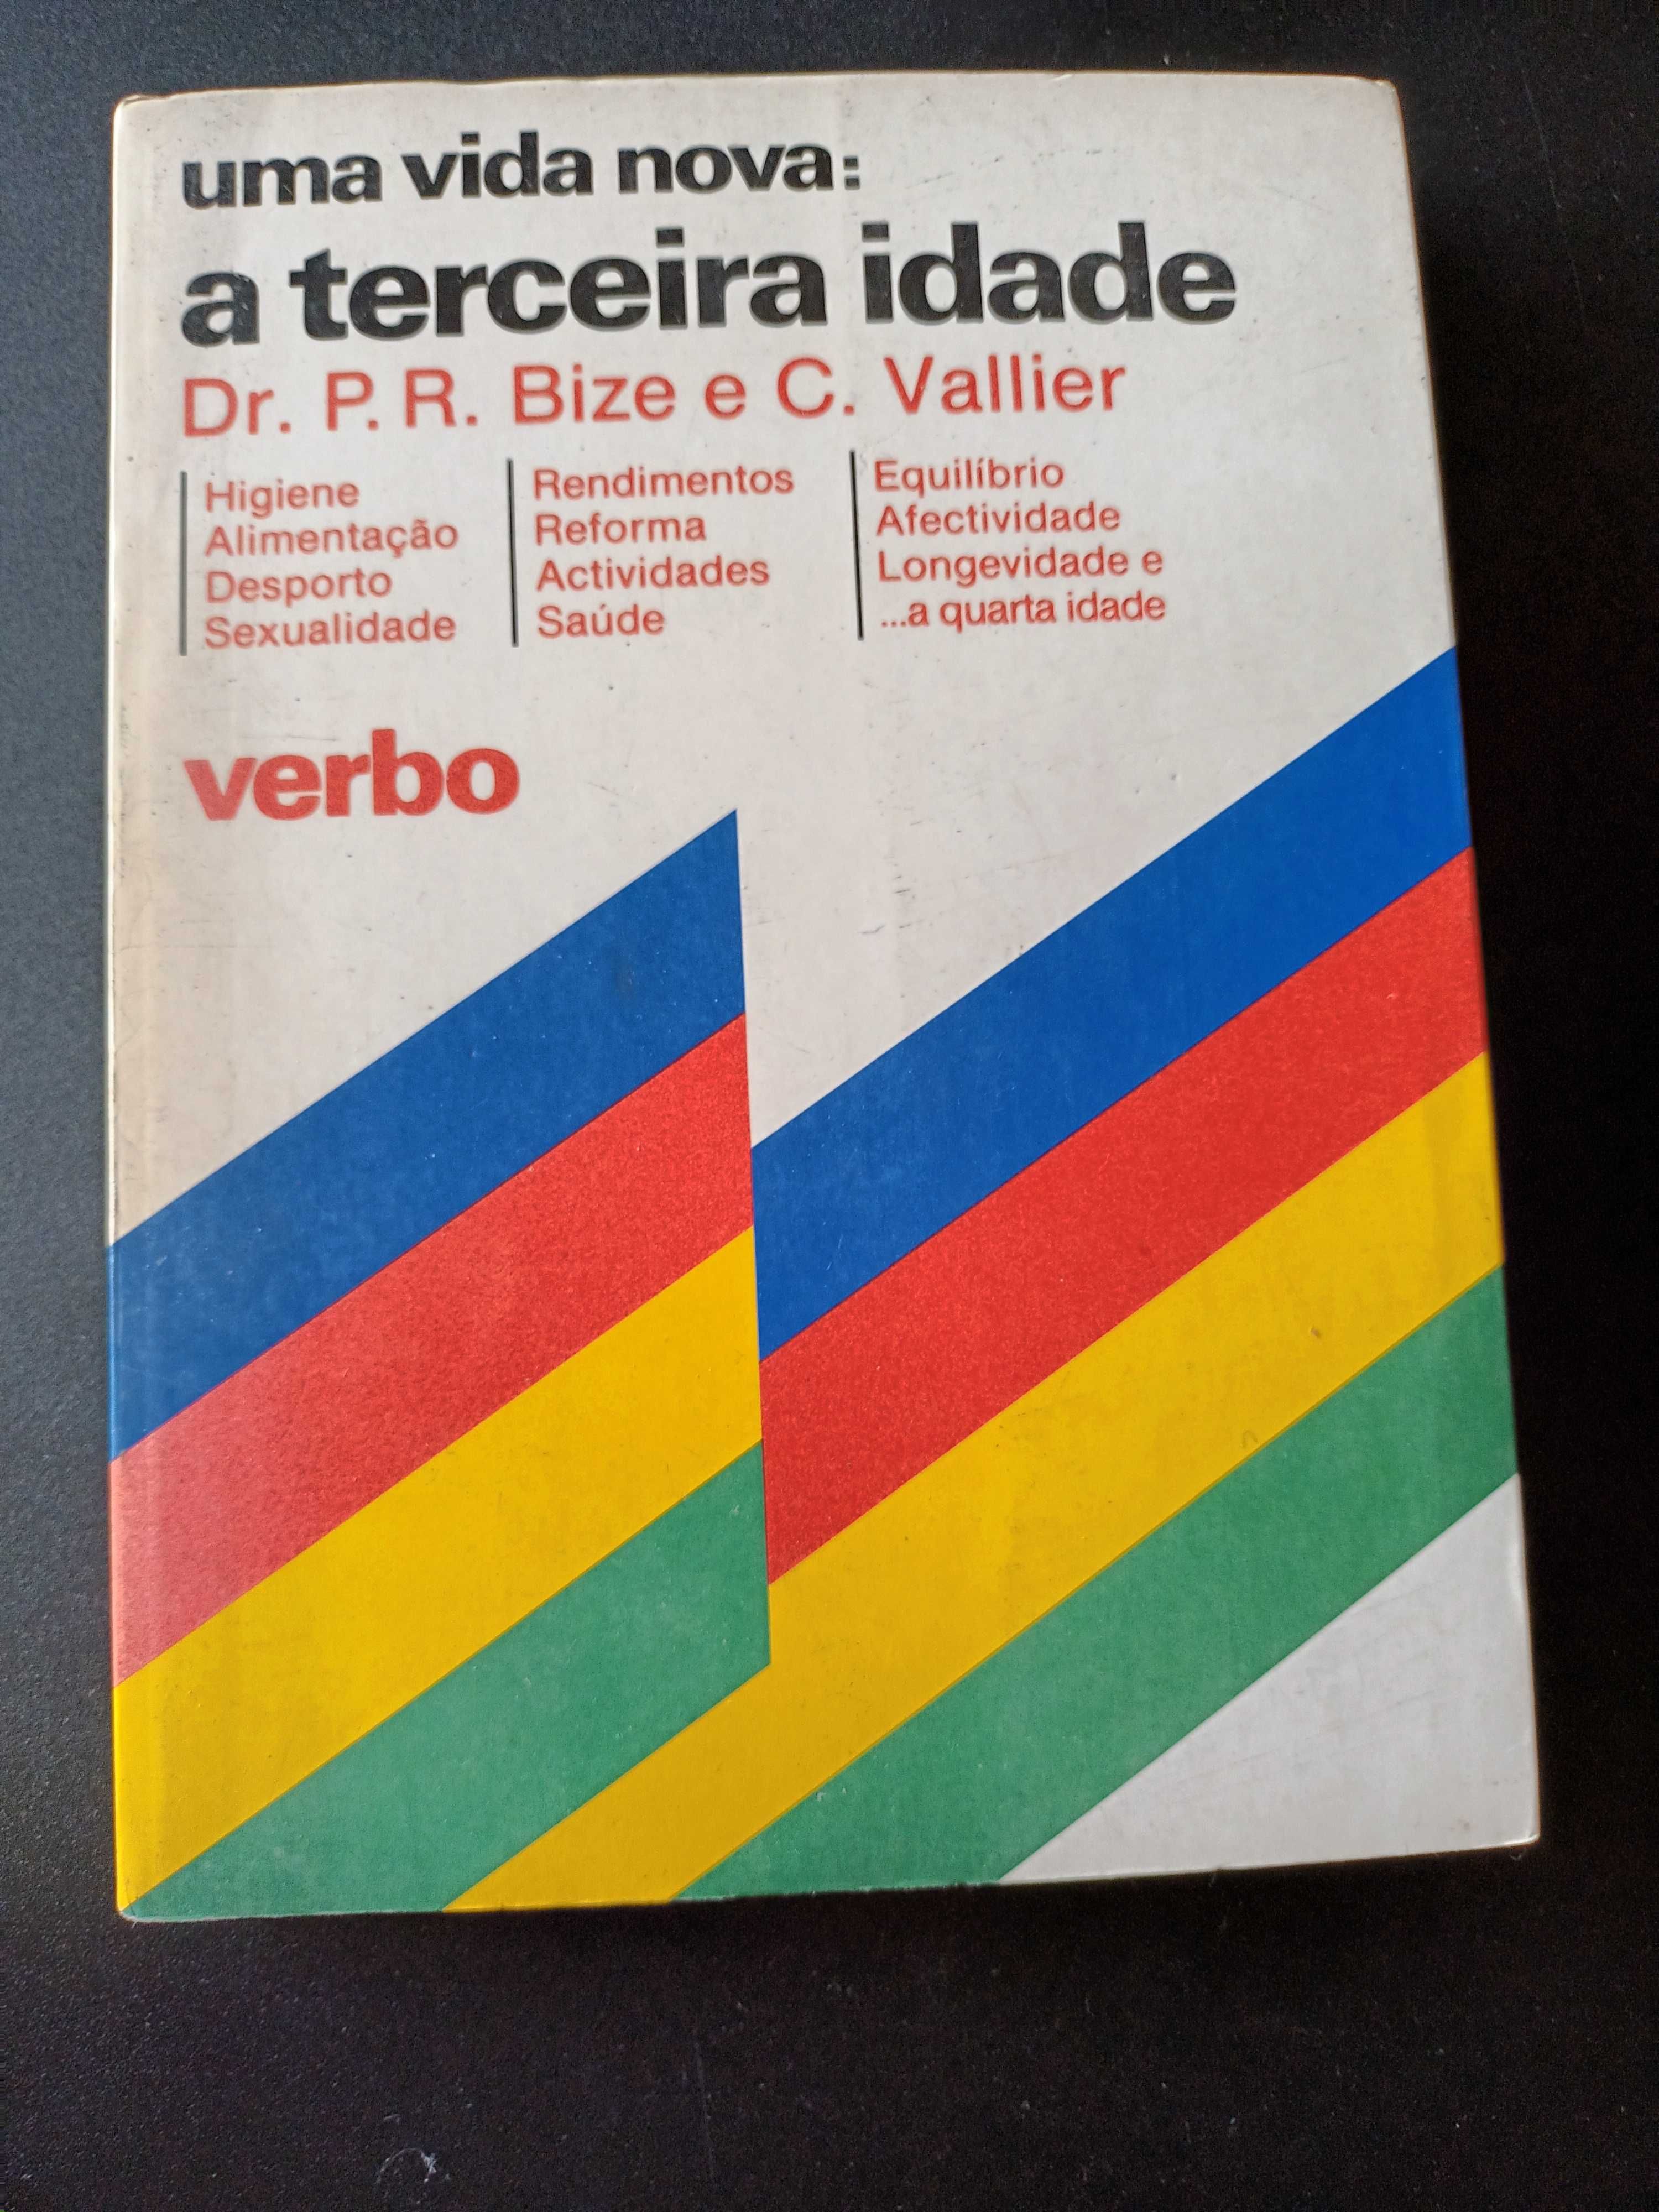 uma vida nova:
a terceira idade
Dr. P. R. Bize e C. Vallier
Higiene
Alimentação
Desporto
Sexualidade
Rendimentos
Reforma
Actividades
Saúde
Equilíbrio
Afectividade
Longevidade e
...a quarta idade
verbo